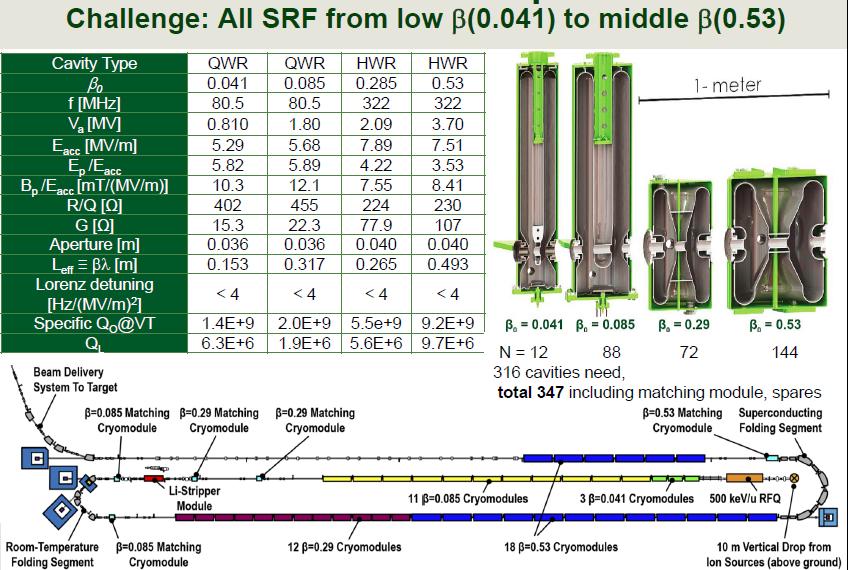 Challenge: All SRF from low β(0.041) to middle β(0.53)
Cavity Type QWR QWR HWR HWR
β₀ 0.041 0.085 0.285 0.53
f [MHz] 80.5 80.5 322 322
Vₐ [MV] 0.810 1.80 2.09 3.70
Eacc [MV/m] 5.29 5.68 7.89 7.51
Ep /Eacc 5.82 5.89 4.22 3.53
Bp /Eacc [mT/(MV/m)] 10.3 12.1 7.55 8.41
R/Q [Ω] 402 455 224 230
G [Ω] 15.3 22.3 77.9 107
Aperture [m] 0.036 0.036 0.040 0.040
Leff ≡ βλ [m] 0.153 0.317 0.265 0.493
Lorenz detuning
[Hz/(MV/m)²] < 4 < 4 < 4 < 4
Specific QO@VT 1.4E+9 2.0E+9 5.5e+9 9.2E+9
QL 6.3E+6 1.9E+6 5.6E+6 9.7E+6
1- meter
β₀ = 0.041 β₀ = 0.085 β₀ = 0.29 β₀ = 0.53
N = 12 88 72 144
316 cavities need,
total 347 including matching module, spares
Beam Delivery
System To Target
β=0.085 Matching
Cryomodule
β=0.29 Matching
Cryomodule
β=0.29 Matching
Cryomodule
β=0.53 Matching
Cryomodule
Superconducting
Folding Segment
Li-Stripper
Module
11 β=0.085 Cryomodules
3 β=0.041 Cryomodules
500 keV/u RFQ
Room-Temperature
Folding Segment
β=0.085 Matching
Cryomodule
12 β=0.29 Cryomodules
18 β=0.53 Cryomodules
10 m Vertical Drop from
Ion Sources (above ground)